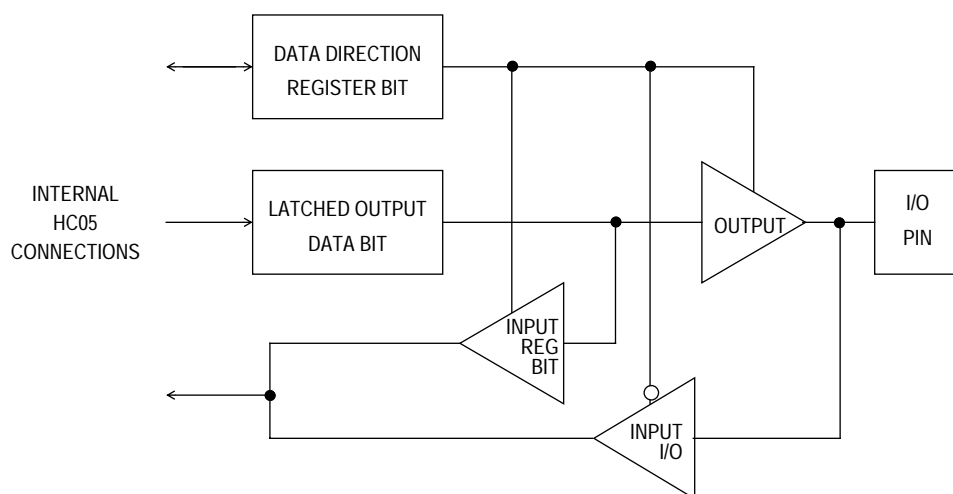 DATA DIRECTION
REGISTER BIT
INTERNAL
HC05
CONNECTIONS
LATCHED OUTPUT
DATA BIT
OUTPUT
I/O
PIN
INPUT
REG
BIT
INPUT
I/O